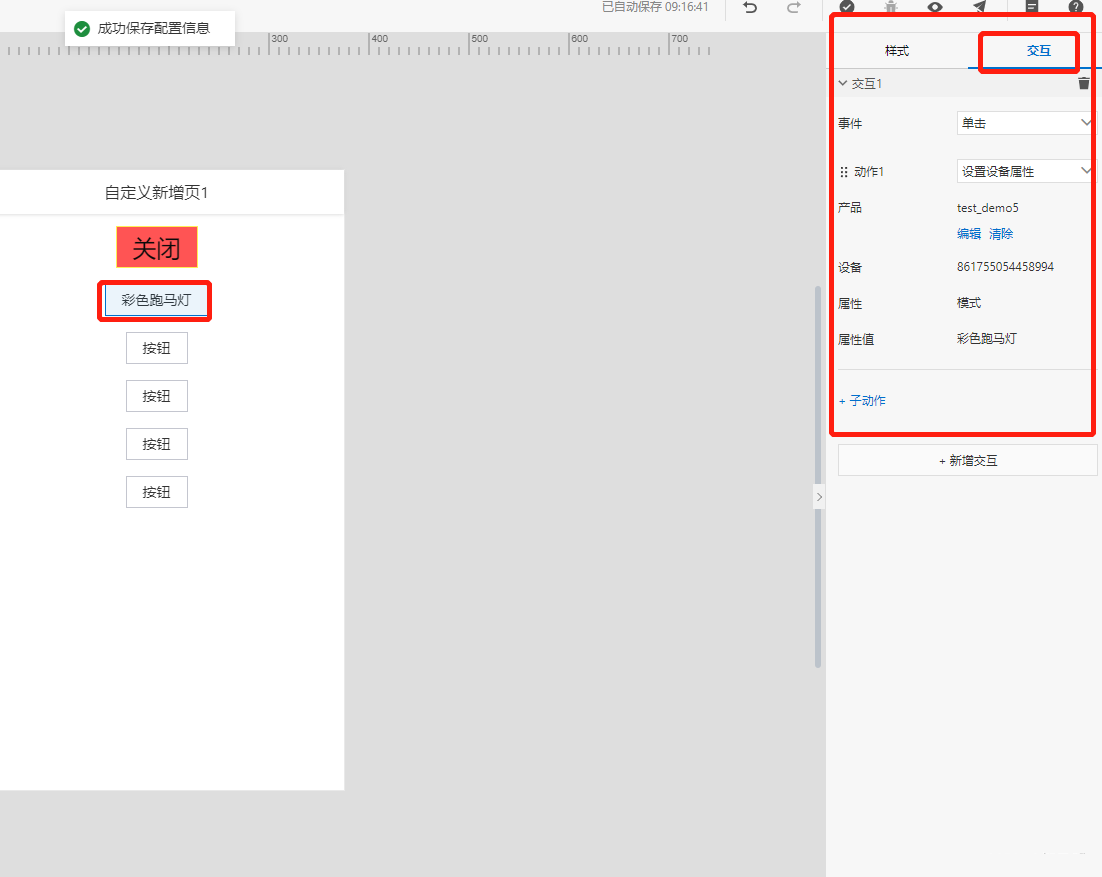 已自动保存 09:16:41
成功保存配置信息
300 400 500 600 700
自定义新增页1
关闭
彩色跑马灯
按钮
按钮
按钮
按钮
样式 交互
交互1
事件 单击
动作1 设置设备属性
产品 test_demo5
编辑 清除
设备 861755054458994
属性 模式
属性值 彩色跑马灯
+ 子动作
+ 新增交互